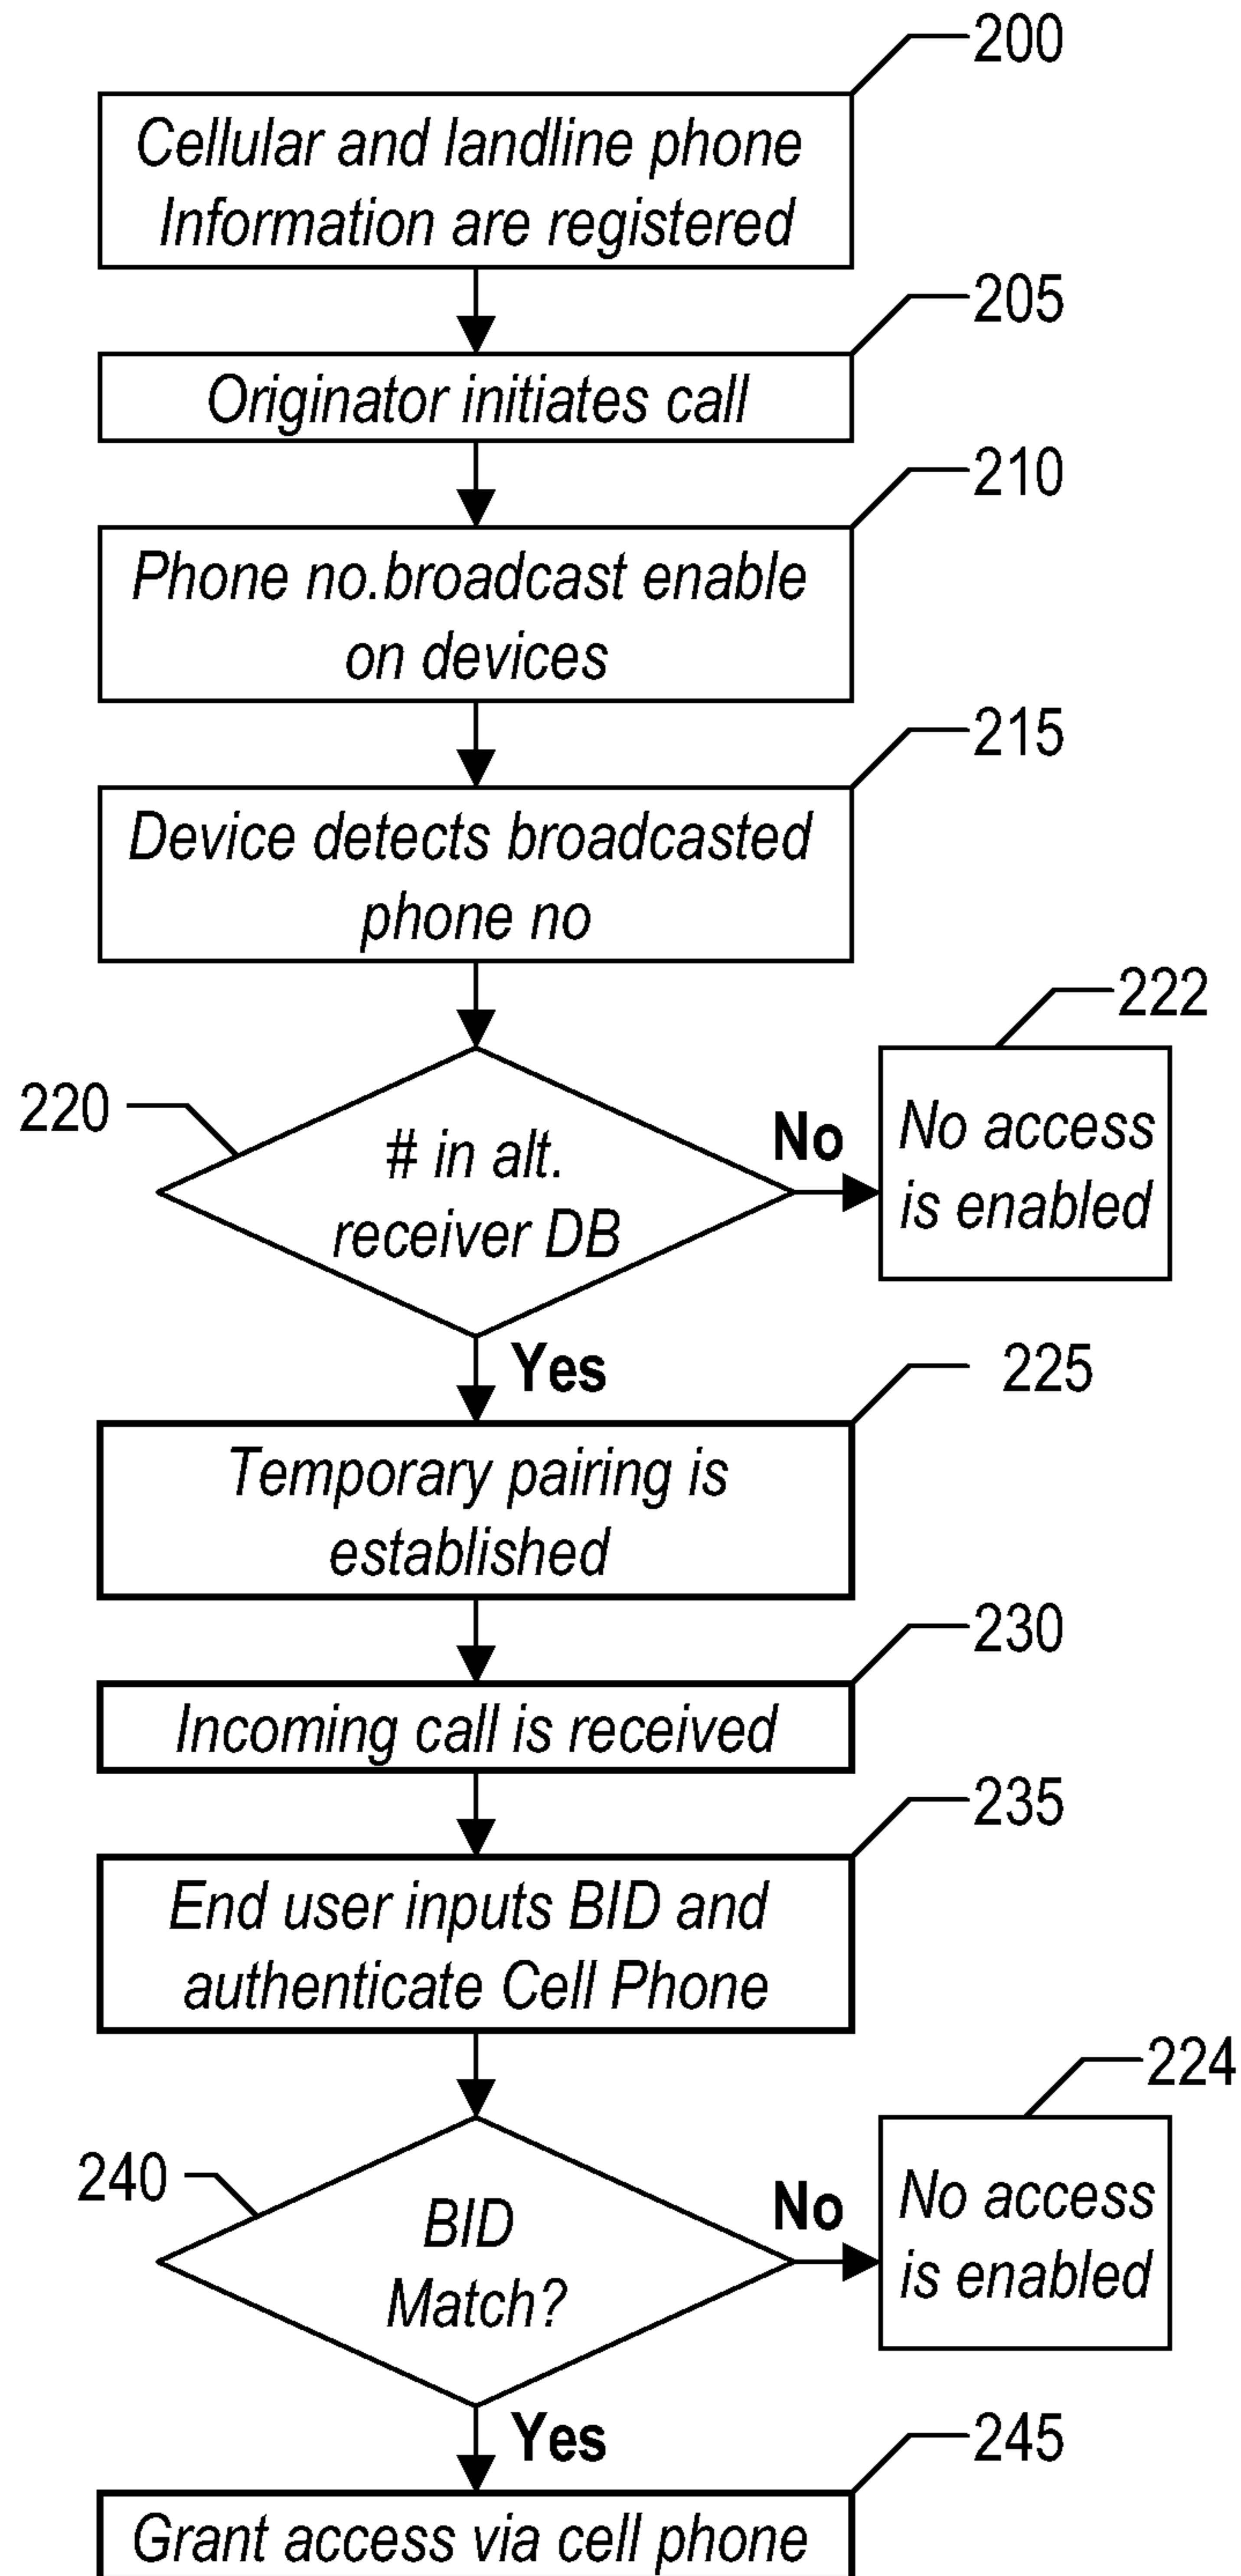 200
Cellular and landline phone
Information are registered
205
Originator initiates call
210
Phone no.broadcast enable
on devices
215
Device detects broadcasted
phone no
222
220
# in alt.
receiver DB
No
No access
is enabled
Yes
225
Temporary pairing is
established
230
Incoming call is received
235
End user inputs BID and
authenticate Cell Phone
224
240
BID
Match?
No
No access
is enabled
Yes
245
Grant access via cell phone